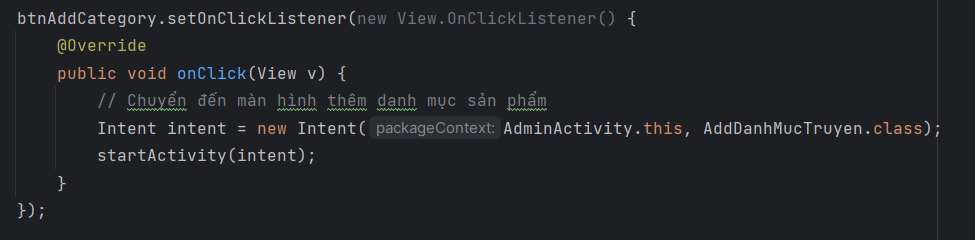 btnAddCategory.setOnClickListener(new View.OnClickListener() {
@Override
public void onClick(View v) {
// Chuyển đến màn hình thêm danh mục sản phẩm
Intent intent = new Intent( packageContext: AdminActivity.this, AddDanhMucTruyen.class);
startActivity(intent);
}
});